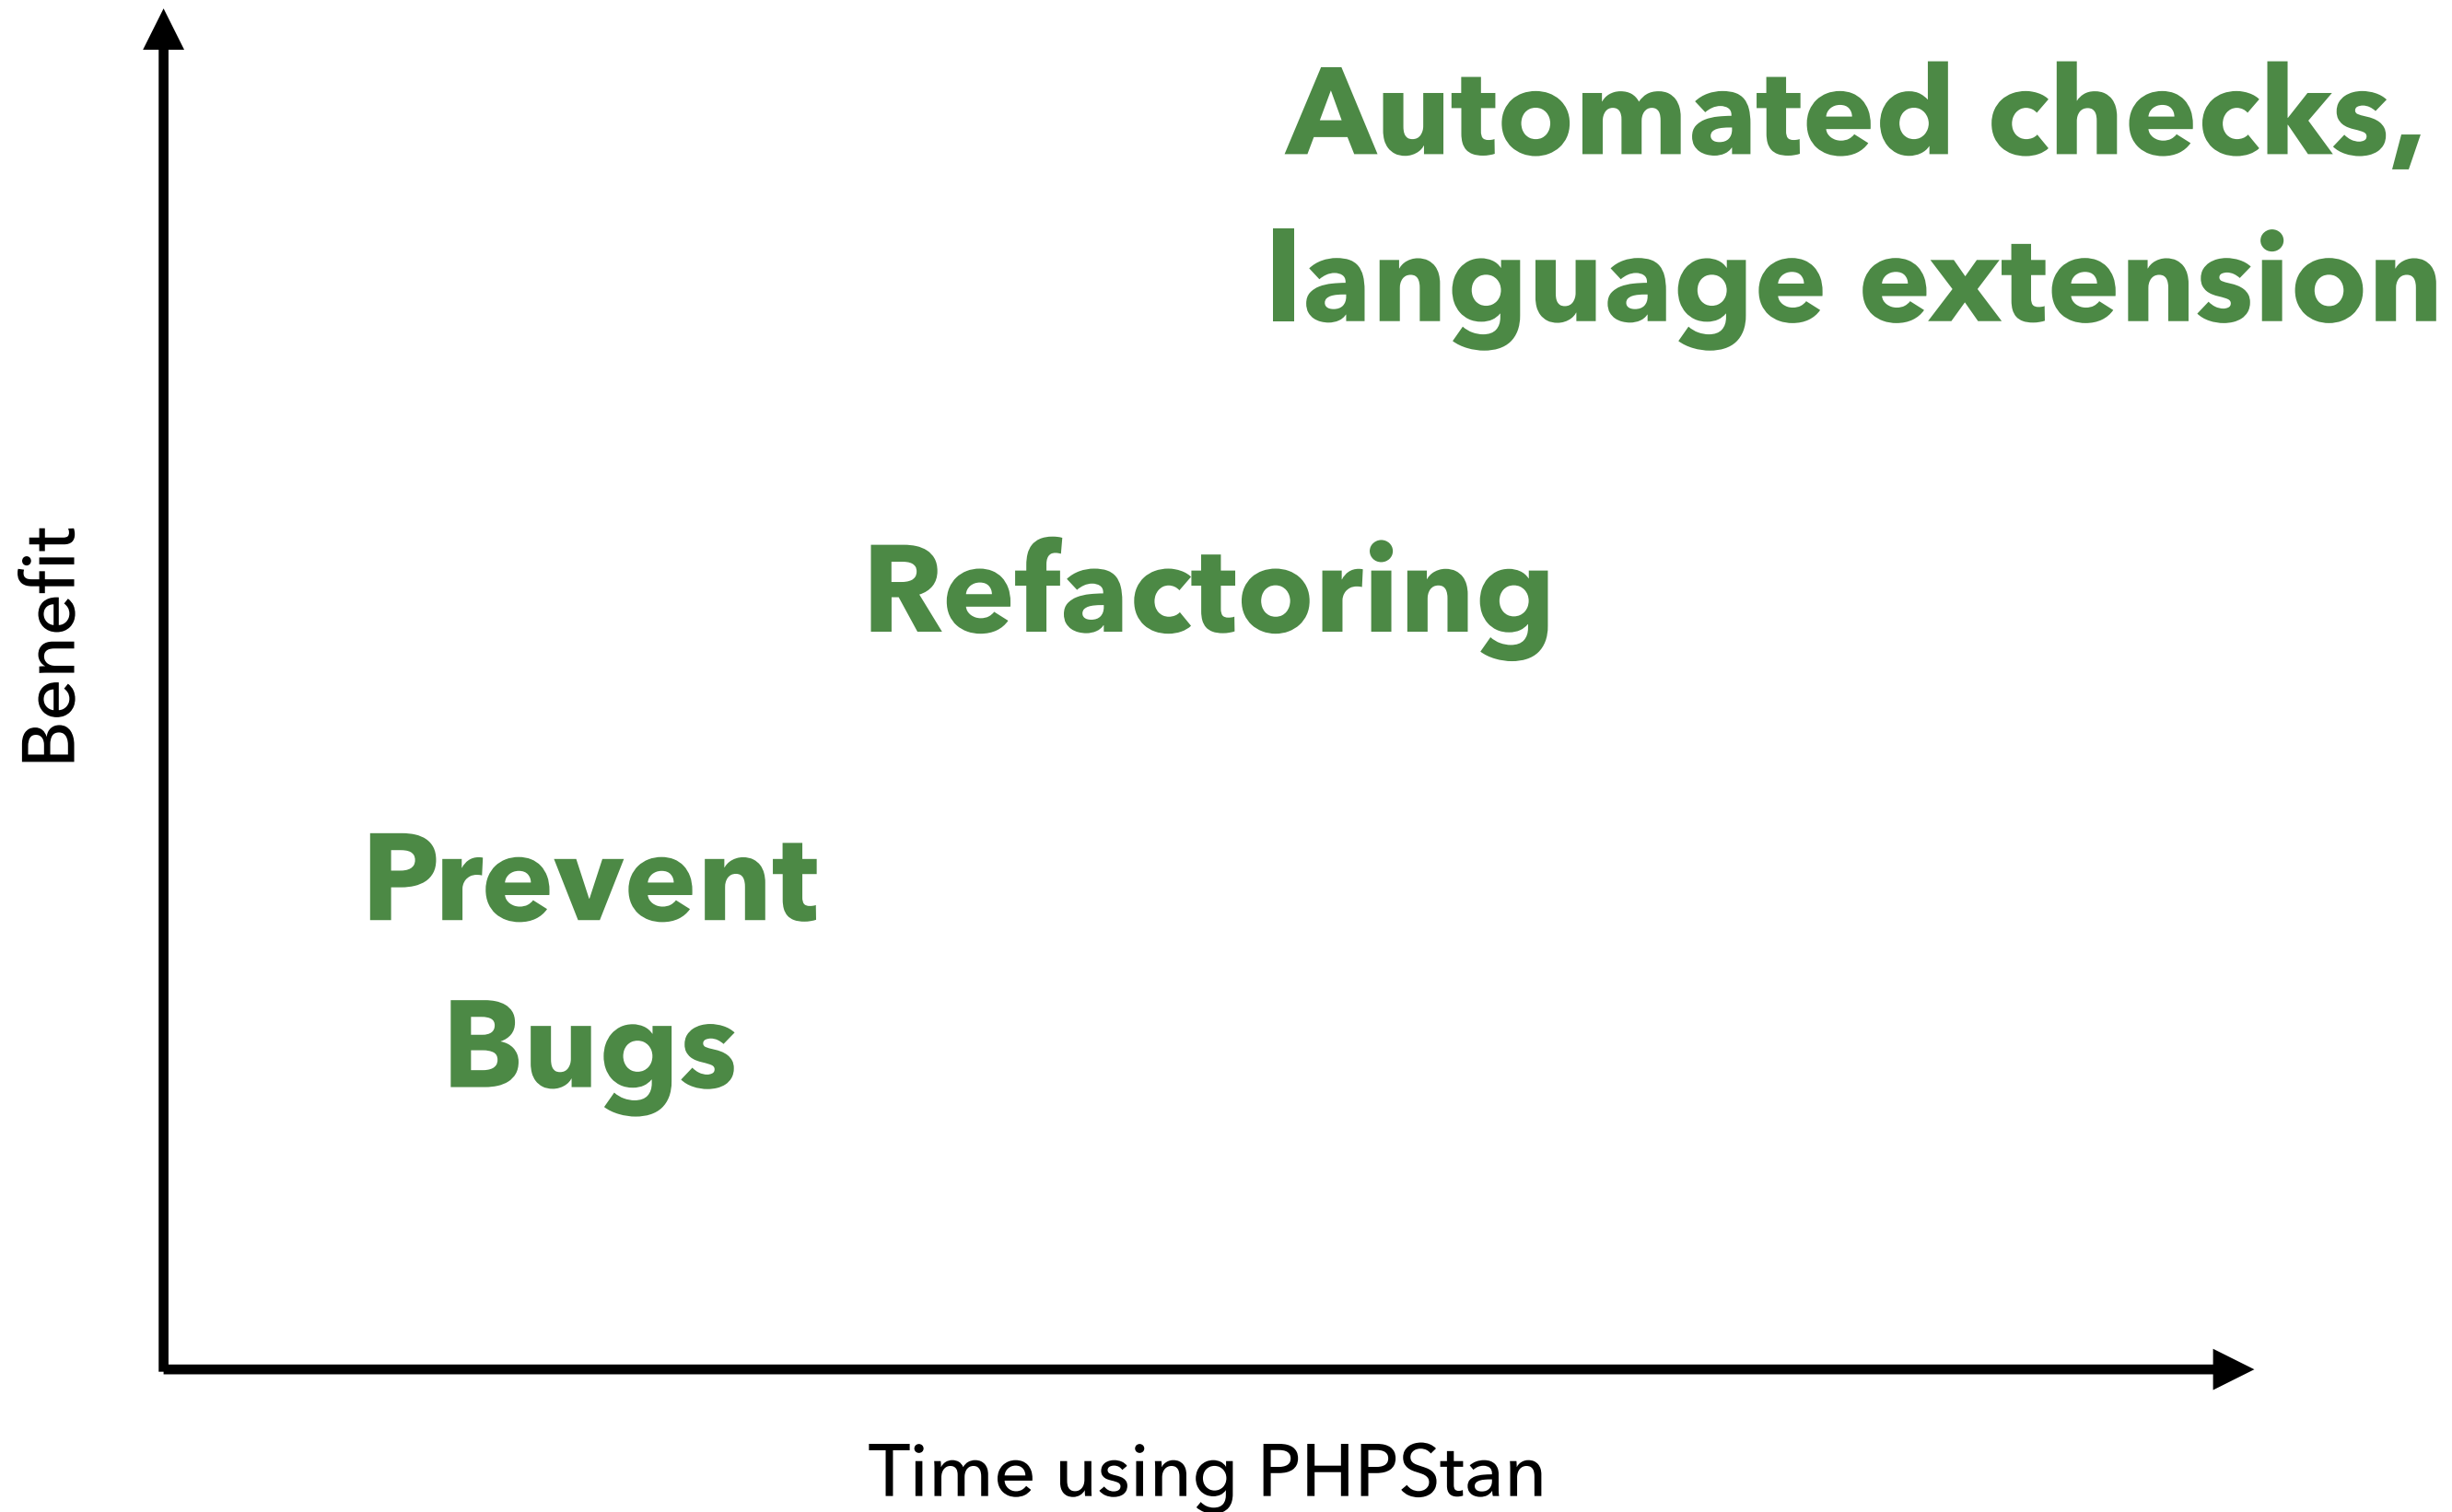 Automated checks,
language extension
Refactoring
Benefit
Prevent
Bugs
Time using PHPStan